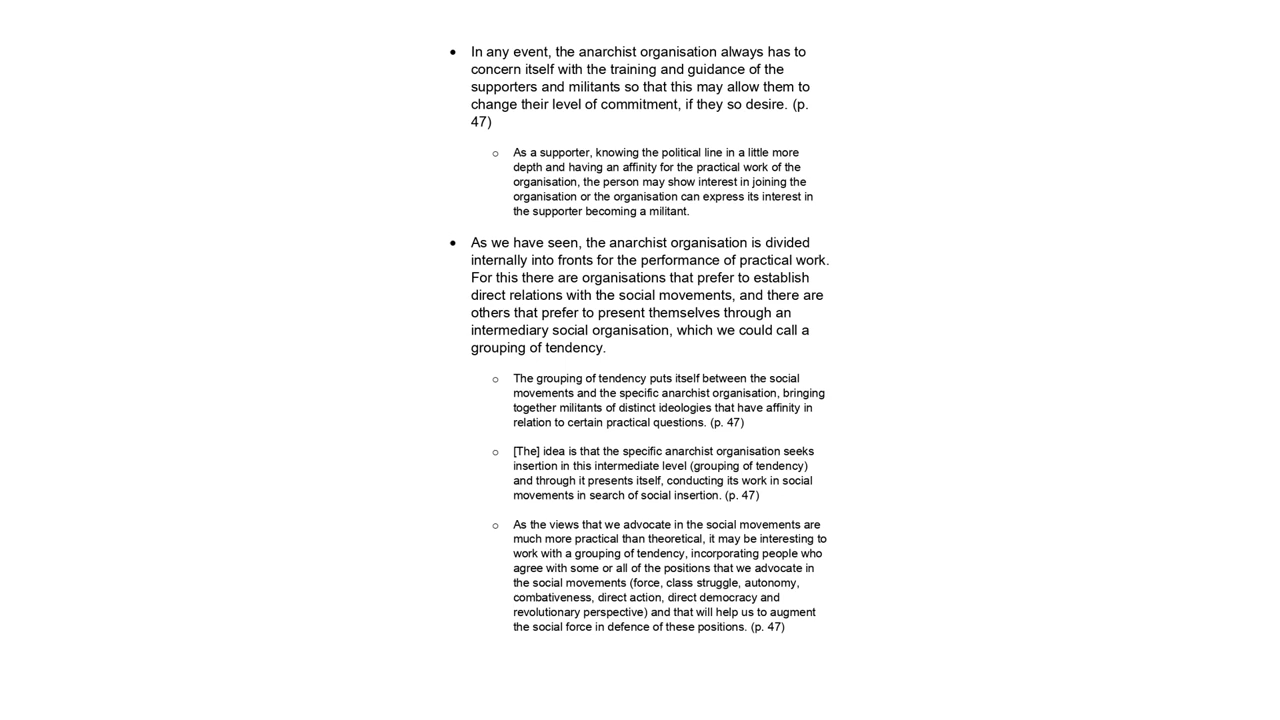 • In any event, the anarchist organisation always has to
concern itself with the training and guidance of the
supporters and militants so that this may allow them to
change their level of commitment, if they so desire. (p.
47)
o As a supporter, knowing the political line in a little more
depth and having an affinity for the practical work of the
organisation, the person may show interest in joining the
organisation or the organisation can express its interest in
the supporter becoming a militant.
• As we have seen, the anarchist organisation is divided
internally into fronts for the performance of practical work.
For this there are organisations that prefer to establish
direct relations with the social movements, and there are
others that prefer to present themselves through an
intermediary social organisation, which we could call a
grouping of tendency.
o The grouping of tendency puts itself between the social
movements and the specific anarchist organisation, bringing
together militants of distinct ideologies that have affinity in
relation to certain practical questions. (p. 47)
o [The] idea is that the specific anarchist organisation seeks
insertion in this intermediate level (grouping of tendency)
and through it presents itself, conducting its work in social
movements in search of social insertion. (p. 47)
o As the views that we advocate in the social movements are
much more practical than theoretical, it may be interesting to
work with a grouping of tendency, incorporating people who
agree with some or all of the positions that we advocate in
the social movements (force, class struggle, autonomy,
combativeness, direct action, direct democracy and
revolutionary perspective) and that will help us to augment
the social force in defence of these positions. (p. 47)